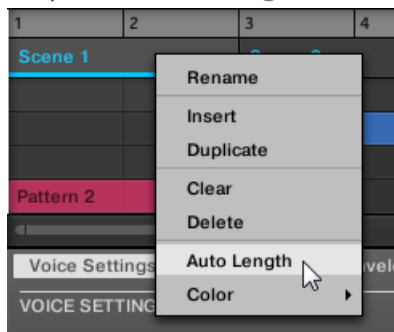 1 2 3 4
Scene 1
Rename
Insert
Duplicate
Pattern 2
Clear
Delete
Voice Settings
Auto Length
VOICE SETTING
Color